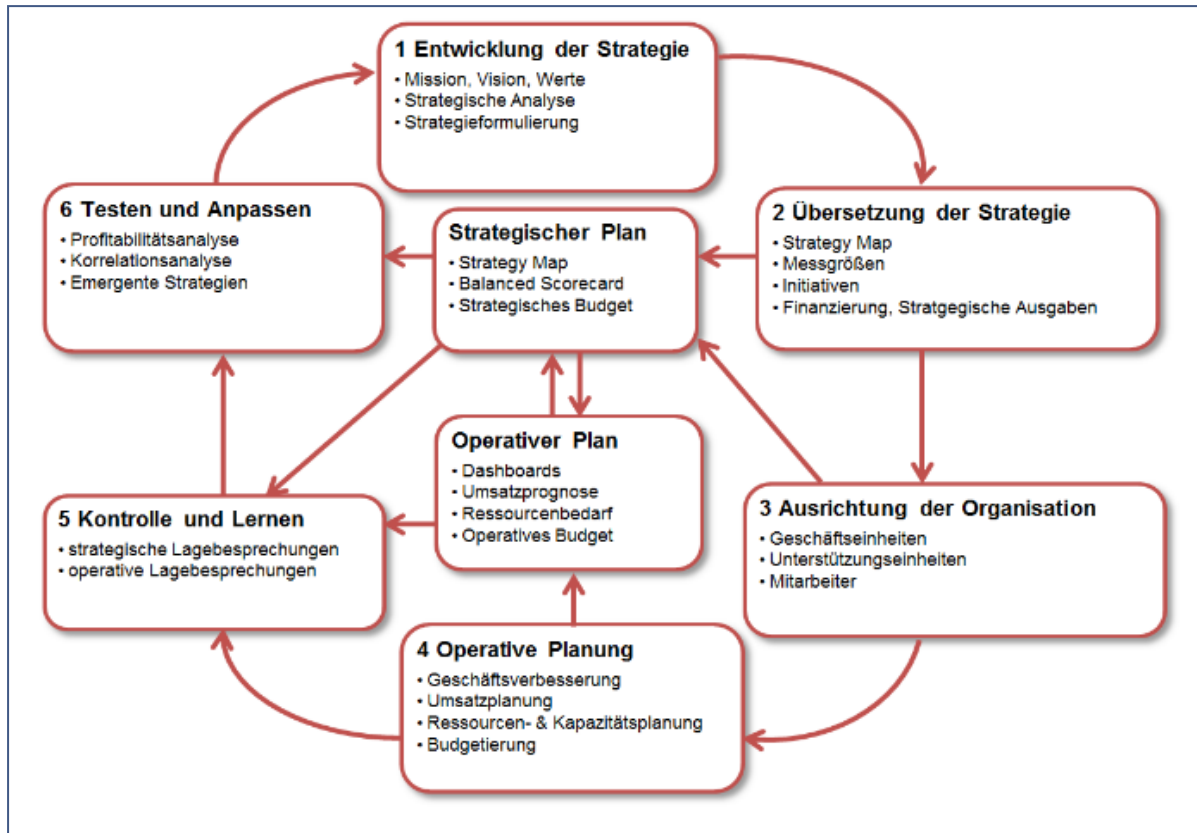 1 Entwicklung der Strategie
• Mission, Vision, Werte
• Strategische Analyse
• Strategieformulierung
6 Testen und Anpassen
• Profitabilitätsanalyse
• Korrelationsanalyse
• Emergente Strategien
Strategischer Plan
• Strategy Map
• Balanced Scorecard
• Strategisches Budget
2 Übersetzung der Strategie
• Strategy Map
• Messgrößen
• Initiativen
• Finanzierung, Stratgegische Ausgaben
Operativer Plan
• Dashboards
• Umsatzprognose
• Ressourcenbedarf
• Operatives Budget
5 Kontrolle und Lernen
• strategische Lagebesprechungen
• operative Lagebesprechungen
3 Ausrichtung der Organisation
• Geschäftseinheiten
• Unterstützungseinheiten
• Mitarbeiter
4 Operative Planung
• Geschäftsverbesserung
• Umsatzplanung
• Ressourcen- & Kapazitätsplanung
• Budgetierung